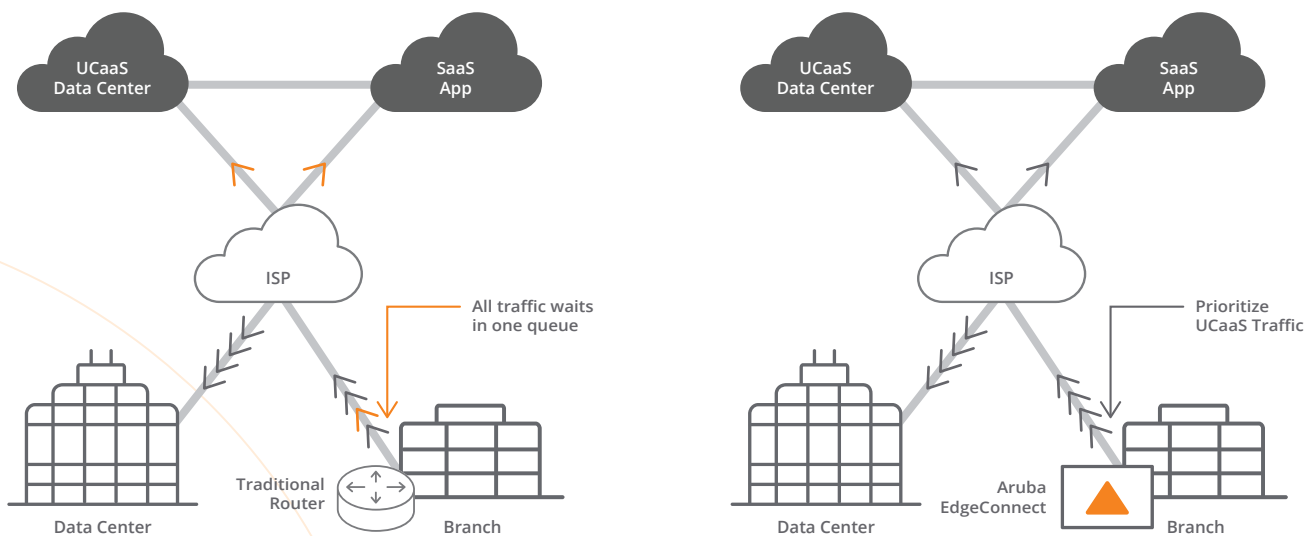 UCaaS
Data Center
SaaS
App
ISP
All traffic waits
in one queue
Traditional
Router
Data Center
Branch
UCaaS
Data Center
SaaS
App
ISP
Prioritize
UCaaS Traffic
Aruba
EdgeConnect
Data Center
Branch